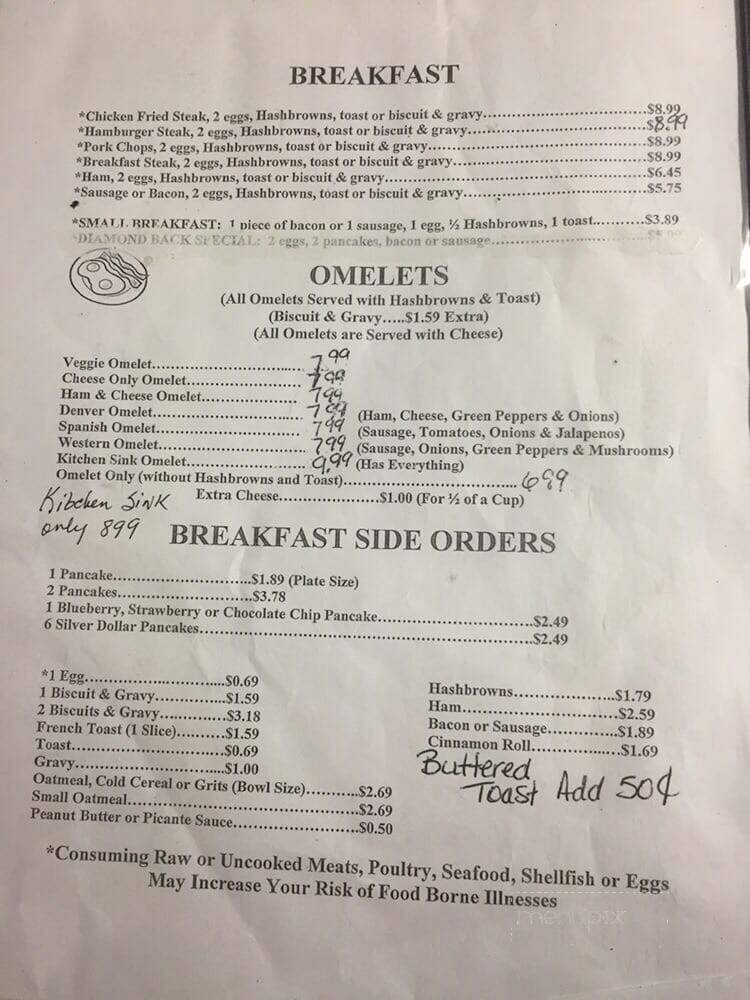 BREAKFAST
*Chicken Fried Steak, 2 eggs, Hashbrowns, toast or biscuit & gravy..........$8.99
*Hamburger Steak, 2 eggs, Hashbrowns, toast or biscuit & gravy..........$8.99
*Pork Chops, 2 eggs, Hashbrowns, toast or biscuit & gravy..........$8.99
*Breakfast Steak, 2 eggs, Hashbrowns, toast or biscuit & gravy..........$8.99
*Ham, 2 eggs, Hashbrowns, toast or biscuit & gravy..........$6.45
*Sausage or Bacon, 2 eggs, Hashbrowns, toast or biscuit & gravy..........$5.75
*SMALL BREAKFAST: 1 piece of bacon or 1 sausage, 1 egg, ½ Hashbrowns, 1 toast..........$3.89
*DIAMOND BACK SPECIAL: 2 eggs, 2 pancakes, bacon or sausage..........
OMELETS
(All Omelets Served with Hashbrowns & Toast)
(Biscuit & Gravy.....$1.59 Extra)
(All Omelets are Served with Cheese)
Veggie Omelet..........7.99
Cheese Only Omelet..........7.99
Ham & Cheese Omelet..........799
Denver Omelet..........799 (Ham, Cheese, Green Peppers & Onions)
Spanish Omelet..........799 (Sausage, Tomatoes, Onions & Jalapenos)
Western Omelet..........799 (Sausage, Onions, Green Peppers & Mushrooms)
Kitchen Sink Omelet..........9.99 (Has Everything)
Omelet Only (without Hashbrowns and Toast)..........699
Extra Cheese..........$1.00 (For ½ of a Cup)
Kitchen Sink
only 899
BREAKFAST SIDE ORDERS
1 Pancake..........$1.89 (Plate Size)
2 Pancakes..........$3.78
1 Blueberry, Strawberry or Chocolate Chip Pancake..........$2.49
6 Silver Dollar Pancakes..........$2.49
*1 Egg..........$0.69
1 Biscuit & Gravy..........$1.59
2 Biscuits & Gravy..........$3.18
French Toast (1 Slice)..........$1.59
Toast..........$0.69
Gravy..........$1.00
Oatmeal, Cold Cereal or Grits (Bowl Size)..........$2.69
Small Oatmeal..........$2.69
Peanut Butter or Picante Sauce..........$0.50
Hashbrowns..........$1.79
Ham..........$2.59
Bacon or Sausage..........$1.89
Cinnamon Roll..........$1.69
Buttered
Toast Add 50¢
*Consuming Raw or Uncooked Meats, Poultry, Seafood, Shellfish or Eggs
May Increase Your Risk of Food Borne Illnesses
menupix